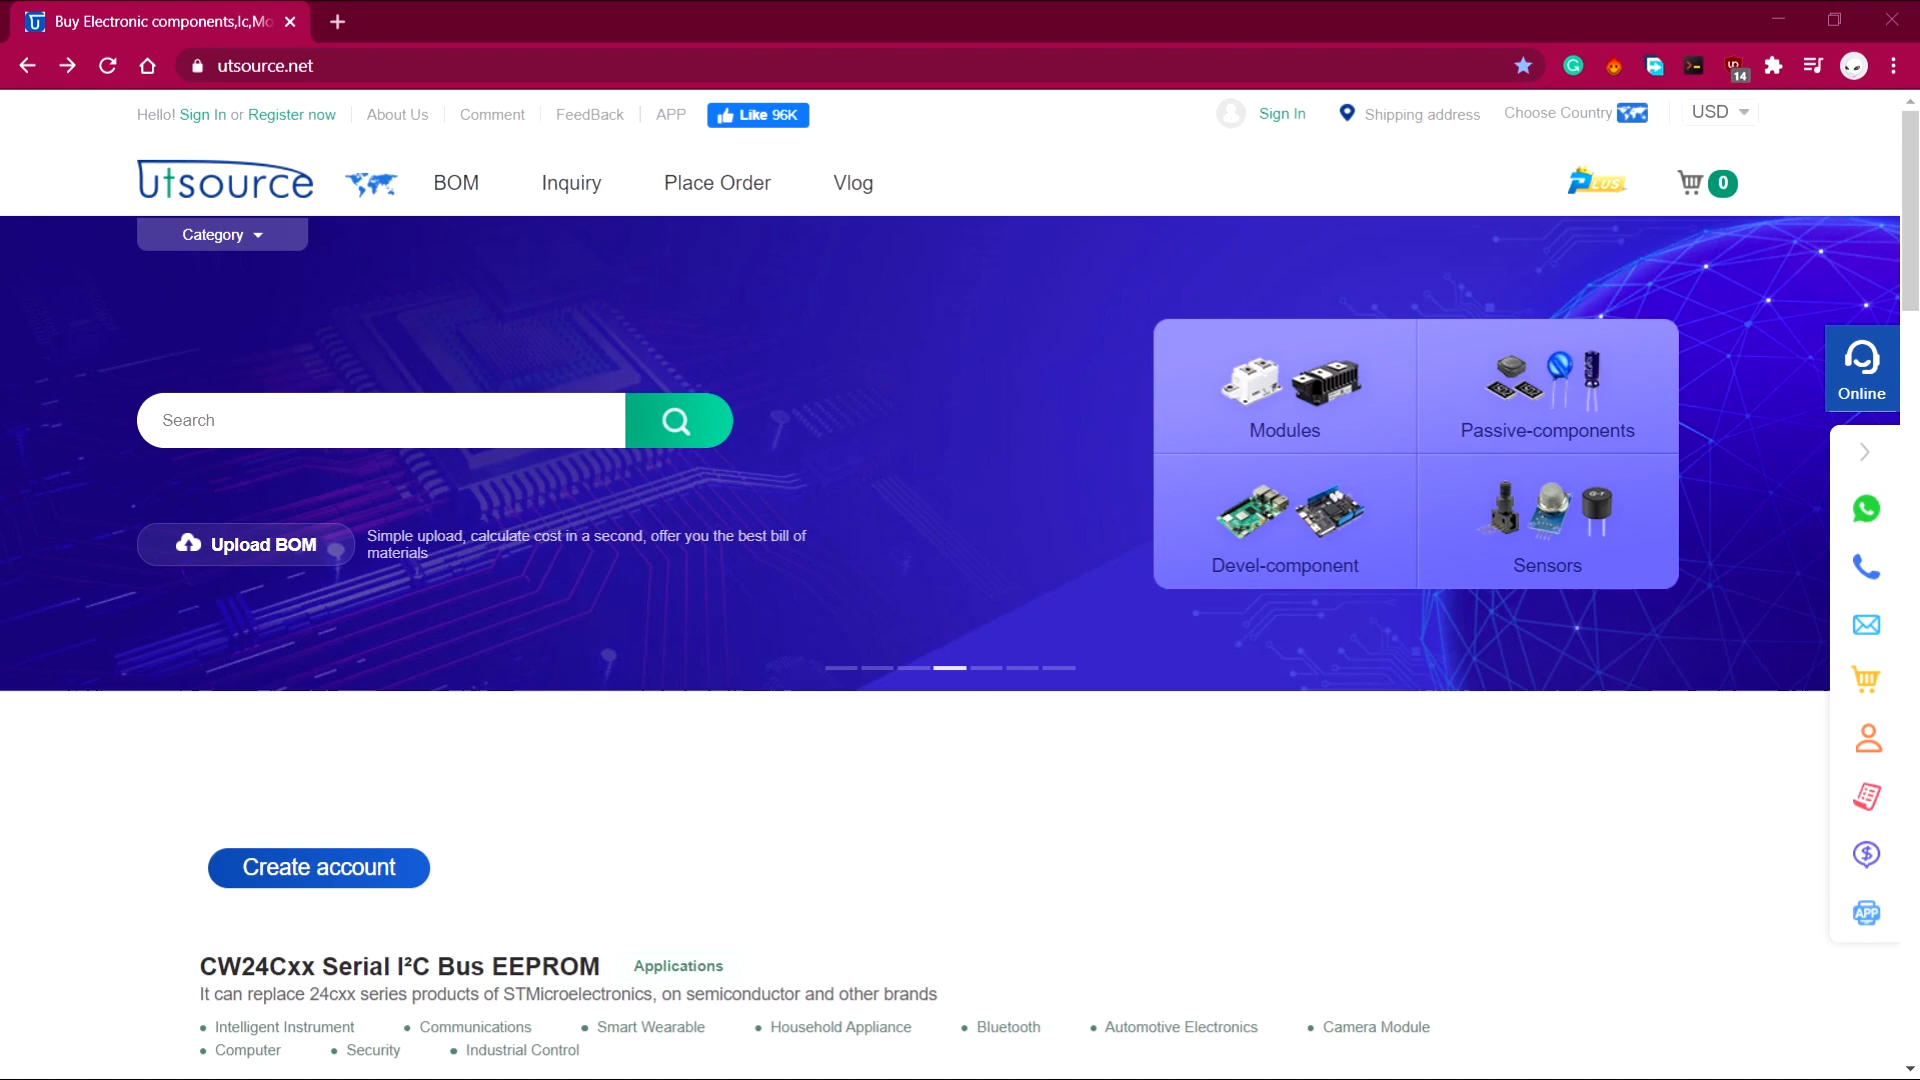 Buy Electronic components,Ic,Mo
utsource.net
14
Hello! Sign In or Register now
About Us
Comment
FeedBack
APP
Like 96K
Sign In
Shipping address
Choose Country
USD
Utsource
BOM
Inquiry
Place Order
Vlog
PLUS
0
Category
Search
Upload BOM
Simple upload, calculate cost in a second, offer you the best bill of
materials
Modules
Passive-components
Devel-component
Sensors
Online
APP
Create account
CW24Cxx Serial I²C Bus EEPROM
Applications
It can replace 24cxx series products of STMicroelectronics, on semiconductor and other brands
• Intelligent Instrument • Communications • Smart Wearable • Household Appliance • Bluetooth • Automotive Electronics • Camera Module
• Computer • Security • Industrial Control